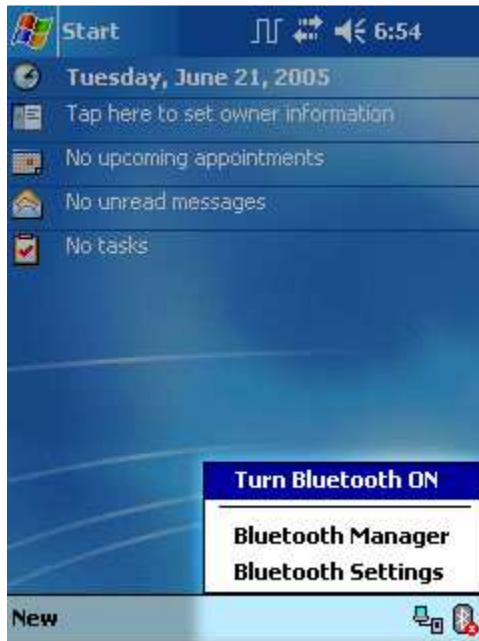 Start 6:54
Tuesday, June 21, 2005
Tap here to set owner information
No upcoming appointments
No unread messages
No tasks
Turn Bluetooth ON
Bluetooth Manager
Bluetooth Settings
New